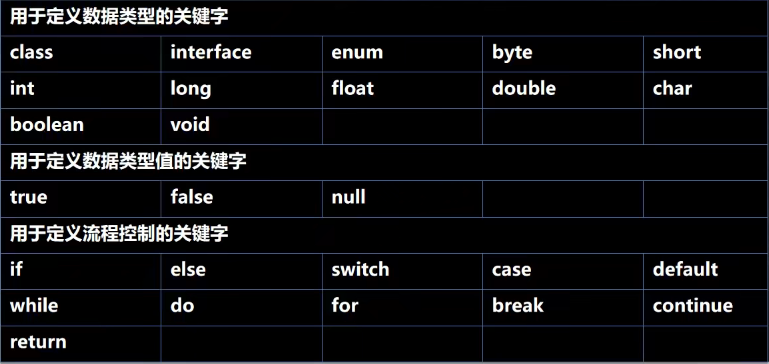 用于定义数据类型的关键字
class interface enum byte short
int long float double char
boolean void
用于定义数据类型值的关键字
true false null
用于定义流程控制的关键字
if else switch case default
while do for break continue
return